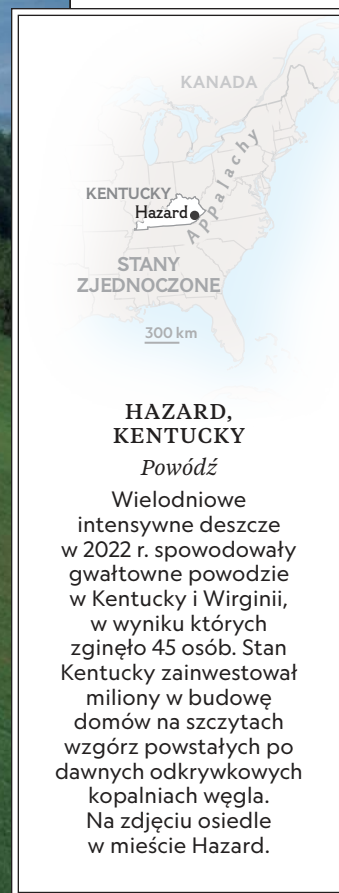 KANADA
Appalachy
KENTUCKY
Hazard
STANY
ZJEDNOCZONE
300 km
HAZARD,
KENTUCKY
Powódź
Wielodniowe
intensywne deszcze
w 2022 r. spowodowały
gwałtowne powodzie
w Kentucky i Wirginii,
w wyniku których
zginęło 45 osób. Stan
Kentucky zainwestował
miliony w budowę
domów na szczytach
wzgórz powstałych po
dawnych odkrywkowych
kopalniach węgla.
Na zdjęciu osiedle
w mieście Hazard.